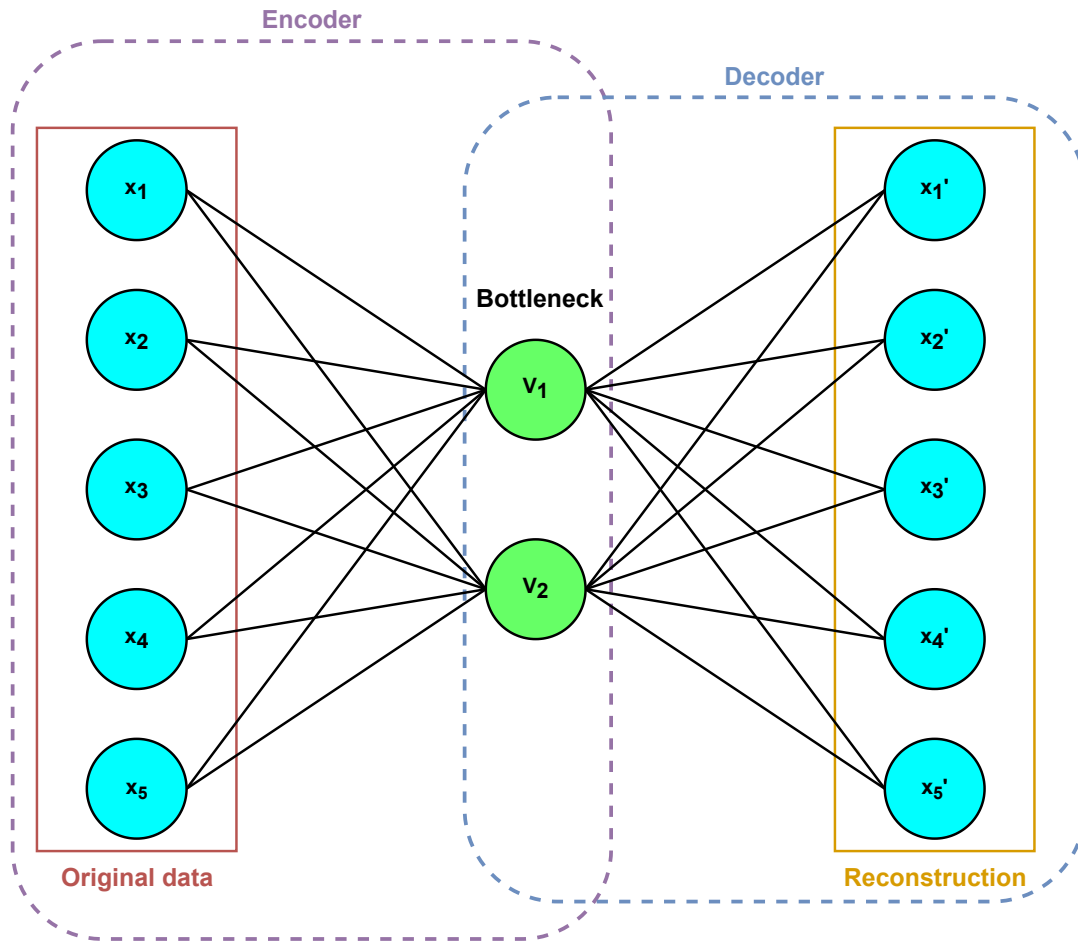 Encoder
Decoder
x1
x2
x3
x4
x5
Original data
Bottleneck
V1
V2
x1'
x2'
x3'
x4'
x5'
Reconstruction